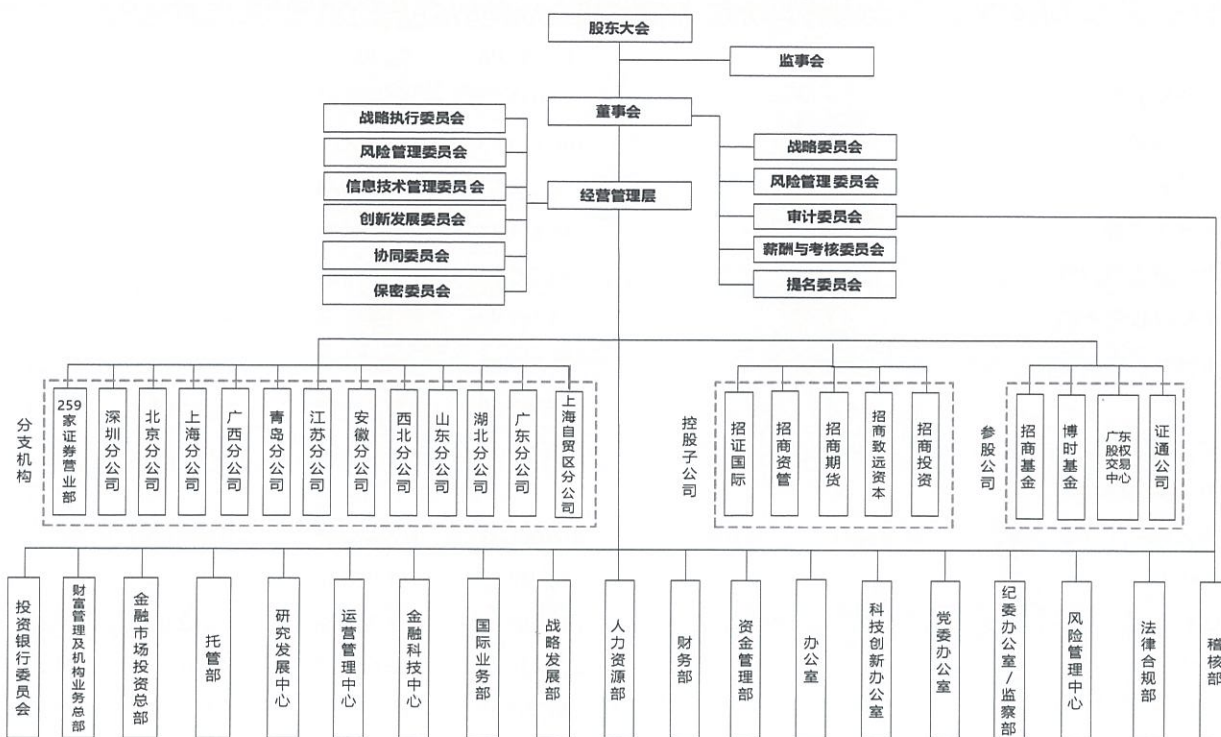 股东大会
监事会
董事会
战略执行委员会
风险管理委员会
信息技术管理委员会
创新发展委员会
协同委员会
保密委员会
经营管理层
战略委员会
风险管理委员会
审计委员会
薪酬与考核委员会
提名委员会
分支机构
259家证券营业部
深圳分公司
北京分公司
上海分公司
广西分公司
青岛分公司
江苏分公司
安徽分公司
西北分公司
山东分公司
湖北分公司
广东分公司
上海自贸区分公司
控股子公司
招证国际
招商资管
招商期货
招商致远资本
招商投资
参股公司
招商基金
博时基金
广东股权交易中心
证通公司
投资银行委员会
财富管理及机构业务总部
金融市场投资总部
托管部
研究发展中心
运营管理中心
金融科技中心
国际业务部
战略发展部
人力资源部
财务部
资金管理部
办公室
科技创新办公室
党委办公室
纪委办公室/监察部
风险管理中心
法律合规部
稽核部